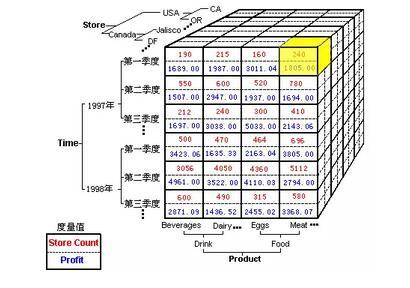 Store
USA
CA
OR
Canada
Jalisco
DF
190 215 160 240
第一季度
1689.00 1987.00 3011.04 1805.00
550 600 520 780
第二季度
1507.00 2947.00 1937.00 1694.00
1997年
212 240 300 410
第三季度
1697.00 3038.00 5033.00 2143.06
Time
500 470 464 696
第一季度
3423.06 1635.33 2163.04 3805.00
3056 4050 4360 5112
第二季度
4961.00 3522.00 4110.03 2794.00
1998年
600 490 315 580
第三季度
2871.09 1436.52 2455.02 3368.07
Beverages Dairy Eggs Meat
Drink Food
Product
度量值
Store Count
Profit